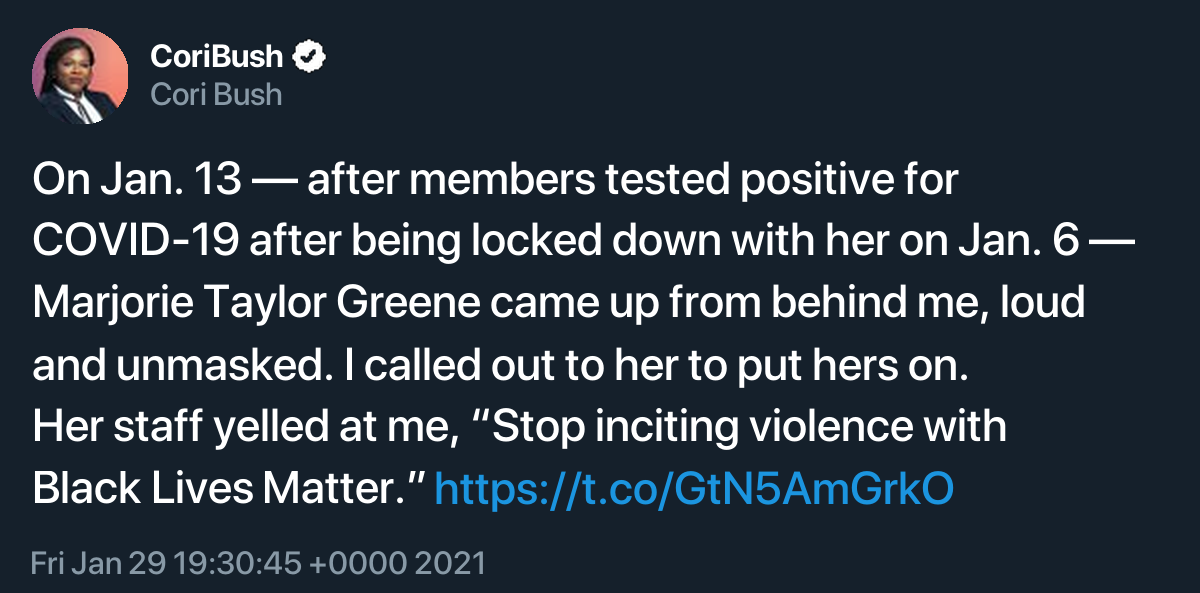 CoriBush
Cori Bush
On Jan. 13 — after members tested positive for
COVID-19 after being locked down with her on Jan. 6 —
Marjorie Taylor Greene came up from behind me, loud
and unmasked. I called out to her to put hers on.
Her staff yelled at me, “Stop inciting violence with
Black Lives Matter.” https://t.co/GtN5AmGrkO
Fri Jan 29 19:30:45 +0000 2021